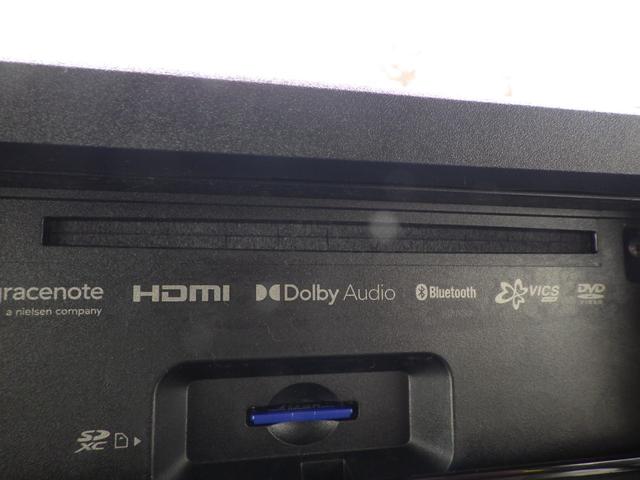 gracenote HDMI Dolby Audio Bluetooth VICS DVD
a nielsen company
SD
XC